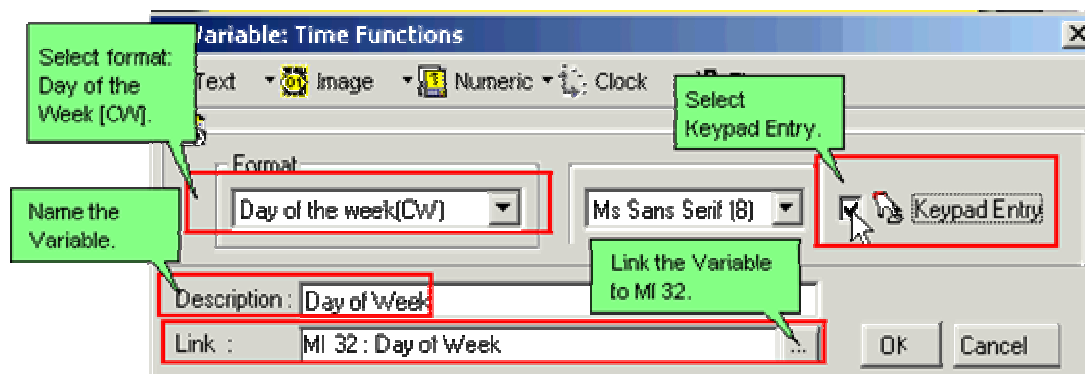 Variable: Time Functions
Select format:
Day of the
Week [CW].
Text Image Numeric Clock
Select
Keypad Entry.
Format
Day of the week(CW)
Ms Sans Serif (8)
Keypad Entry
Name the
Variable.
Link the Variable
to MI 32.
Description : Day of Week
Link : MI 32 : Day of Week ...
OK Cancel